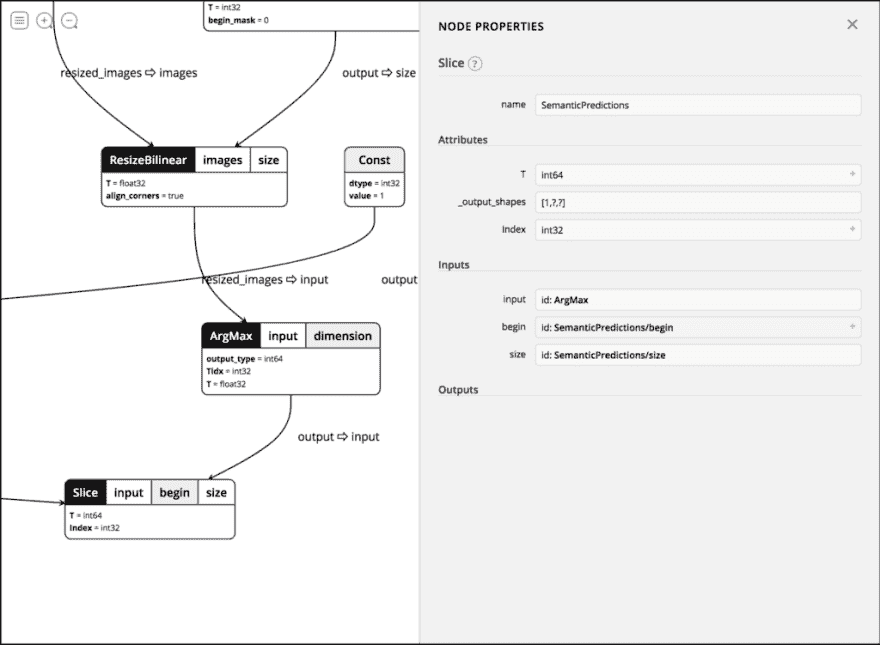 T = int32
begin_mask = 0
resized_images ⇨ images
output ⇨ size
ResizeBilinear images size
T = float32
align_corners = true
Const
dtype = int32
value = 1
resized_images ⇨ input
output
ArgMax input dimension
output_type = int64
Tidx = int32
T = float32
output ⇨ input
Slice input begin size
T = int64
Index = int32
NODE PROPERTIES
Slice ?
name SemanticPredictions
Attributes
T int64 +
_output_shapes [1,?,?]
Index int32 +
Inputs
input id: ArgMax
begin id: SemanticPredictions/begin +
size id: SemanticPredictions/size
Outputs